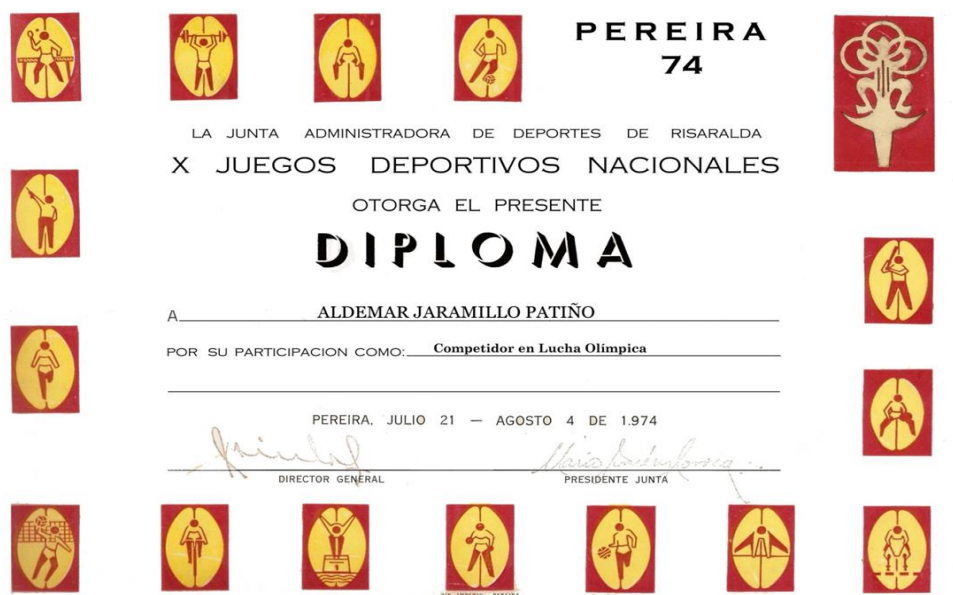 PEREIRA
74
LA JUNTA ADMINISTRADORA DE DEPORTES DE RISARALDA
X JUEGOS DEPORTIVOS NACIONALES
OTORGA EL PRESENTE
DIPLOMA
A ALDEMAR JARAMILLO PATIÑO
POR SU PARTICIPACION COMO: Competidor en Lucha Olímpica
PEREIRA, JULIO 21 — AGOSTO 4 DE 1.974
DIRECTOR GENERAL PRESIDENTE JUNTA
1